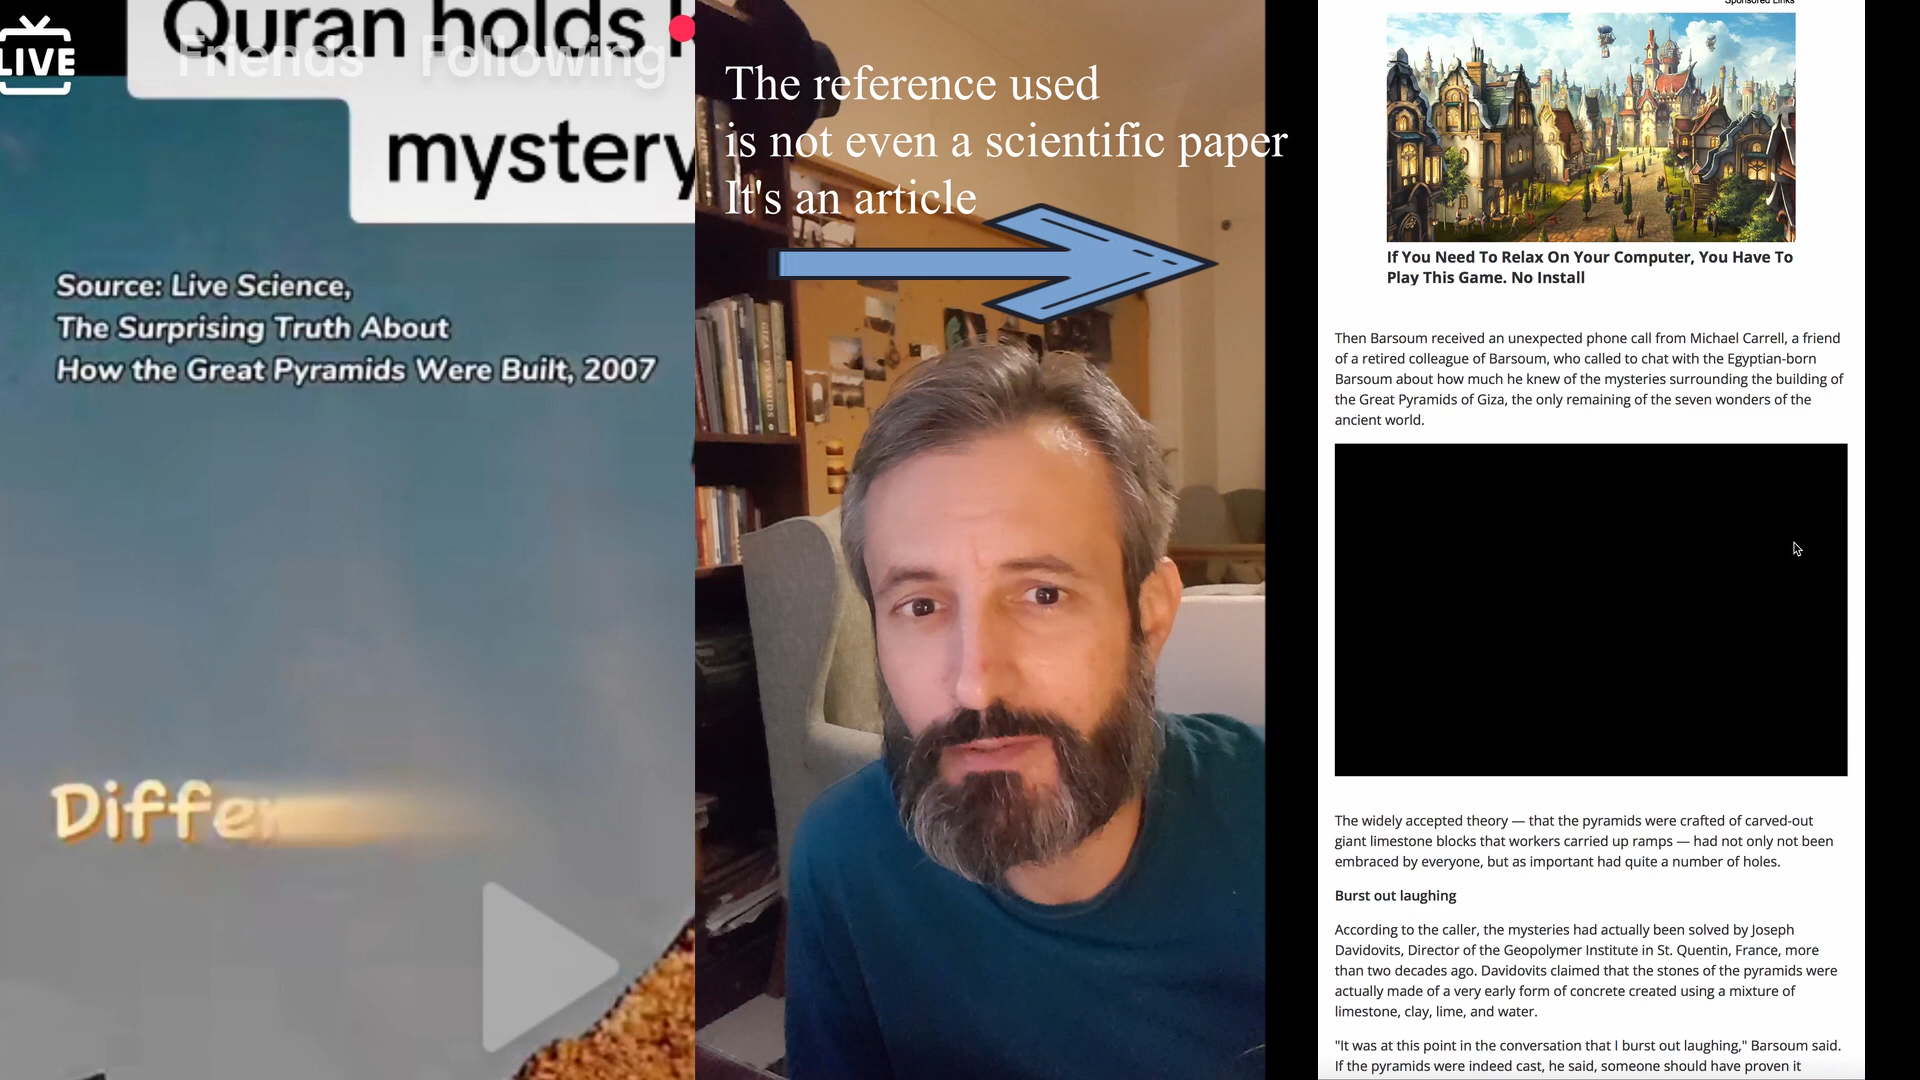 LIVE
Quran holds
Friends Following
mystery
Source: Live Science,
The Surprising Truth About
How the Great Pyramids Were Built, 2007
The reference used
is not even a scientific paper
It's an article
PYRAMIDS
Sponsored Links
If You Need To Relax On Your Computer, You Have To
Play This Game. No Install
Then Barsoum received an unexpected phone call from Michael Carrell, a friend
of a retired colleague of Barsoum, who called to chat with the Egyptian-born
Barsoum about how much he knew of the mysteries surrounding the building of
the Great Pyramids of Giza, the only remaining of the seven wonders of the
ancient world.
The widely accepted theory — that the pyramids were crafted of carved-out
giant limestone blocks that workers carried up ramps — had not only not been
embraced by everyone, but as important had quite a number of holes.
Burst out laughing
According to the caller, the mysteries had actually been solved by Joseph
Davidovits, Director of the Geopolymer Institute in St. Quentin, France, more
than two decades ago. Davidovits claimed that the stones of the pyramids were
actually made of a very early form of concrete created using a mixture of
limestone, clay, lime, and water.
"It was at this point in the conversation that I burst out laughing," Barsoum said.
If the pyramids were indeed cast, he said, someone should have proven it